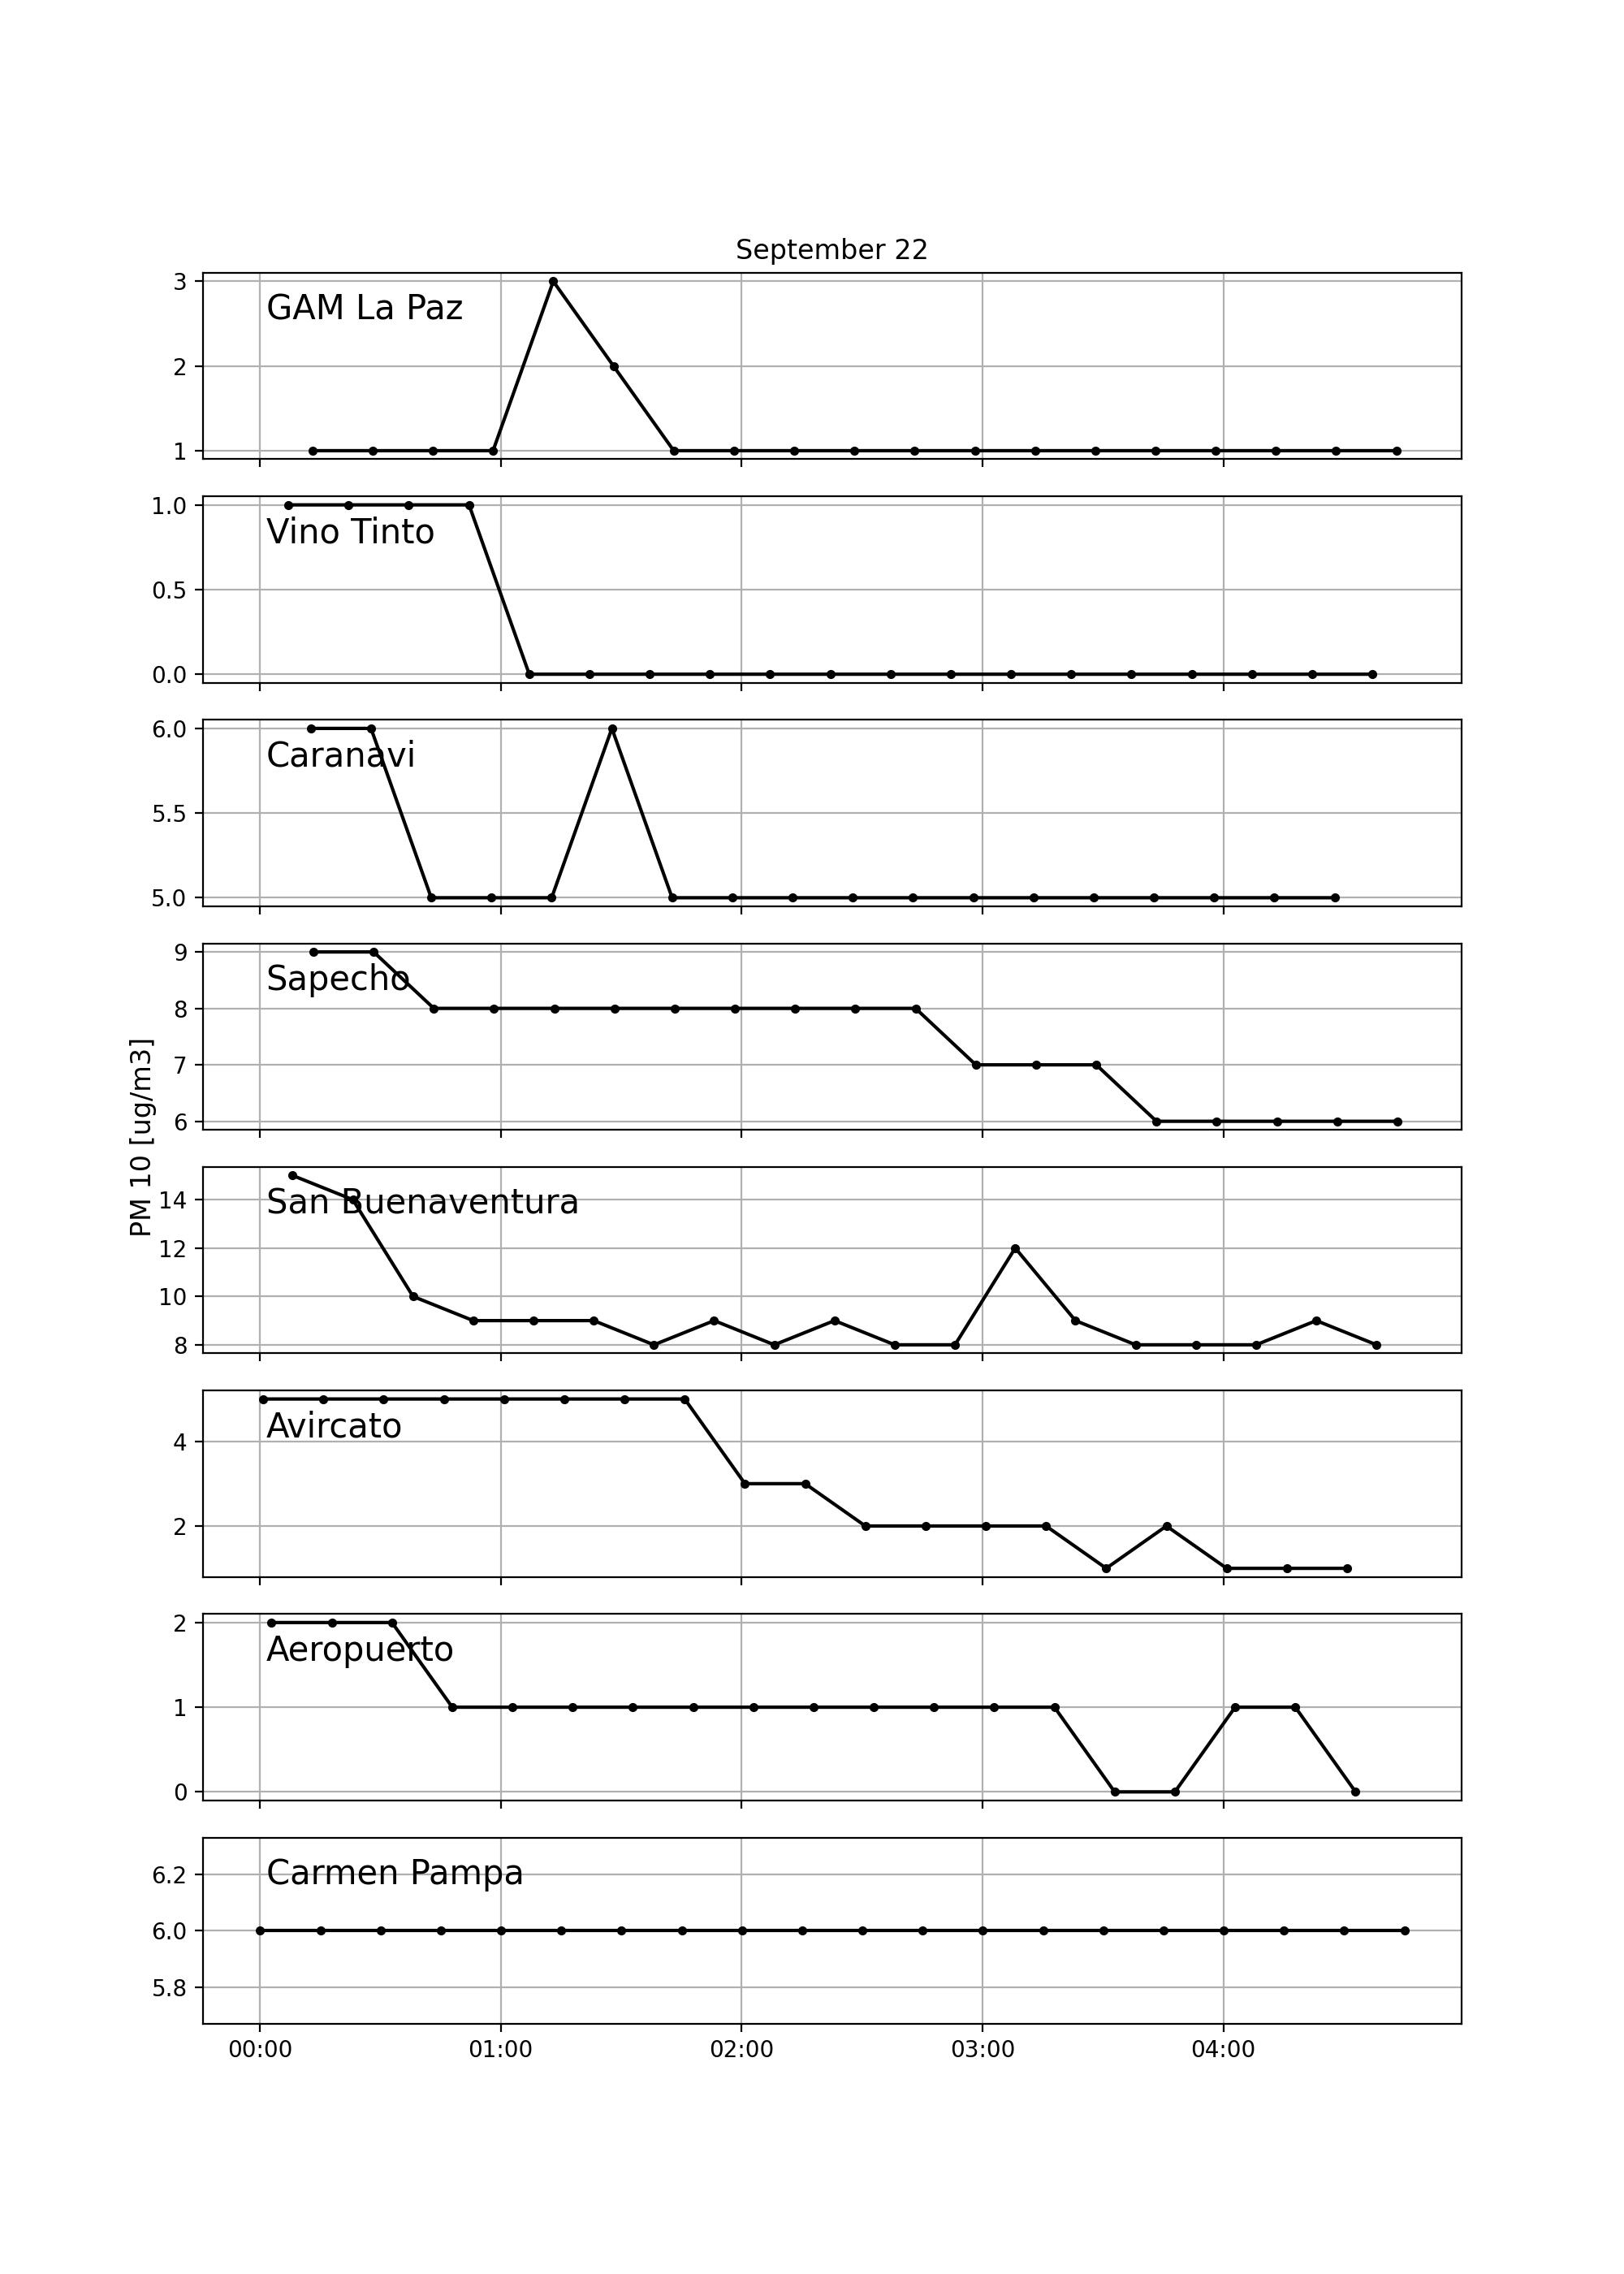 September 22
3
GAM La Paz
2
1
1.0
Vino Tinto
0.5
0.0
6.0
Caranavi
5.5
5.0
9
Sapecho
8
7
6
PM 10 [ug/m3]
14
San Buenaventura
12
10
8
Avircato
4
2
2
Aeropuerto
1
0
6.2
Carmen Pampa
6.0
5.8
00:00 01:00 02:00 03:00 04:00